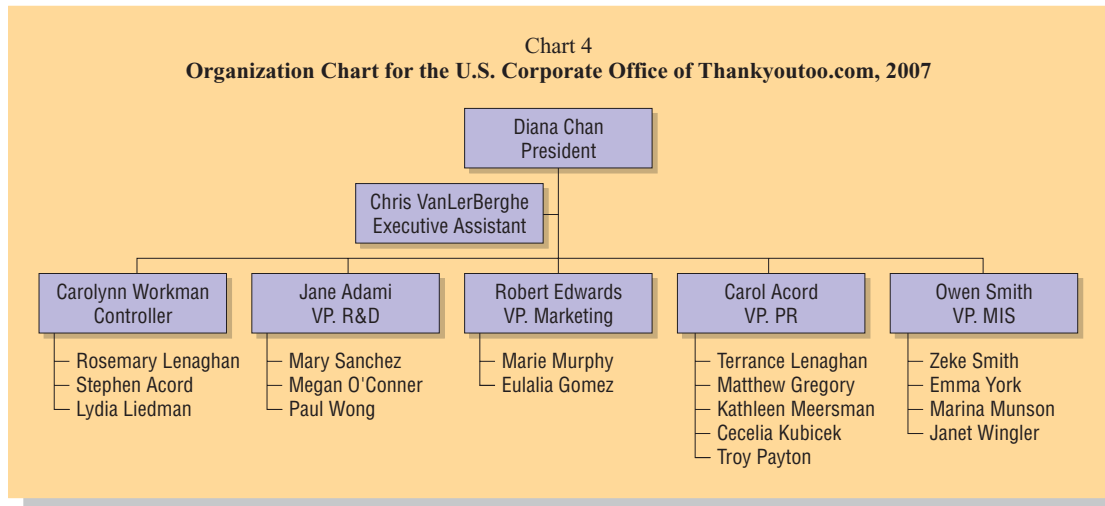 Chart 4
Organization Chart for the U.S. Corporate Office of Thankyoutoo.com, 2007
Diana Chan
President
Chris VanLerBerghe
Executive Assistant
Carolynn Workman
Controller
Rosemary Lenaghan
Stephen Acord
Lydia Liedman
Jane Adami
VP. R&D
Mary Sanchez
Megan O'Conner
Paul Wong
Robert Edwards
VP. Marketing
Marie Murphy
Eulalia Gomez
Carol Acord
VP. PR
Terrance Lenaghan
Matthew Gregory
Kathleen Meersman
Cecelia Kubicek
Troy Payton
Owen Smith
VP. MIS
Zeke Smith
Emma York
Marina Munson
Janet Wingler